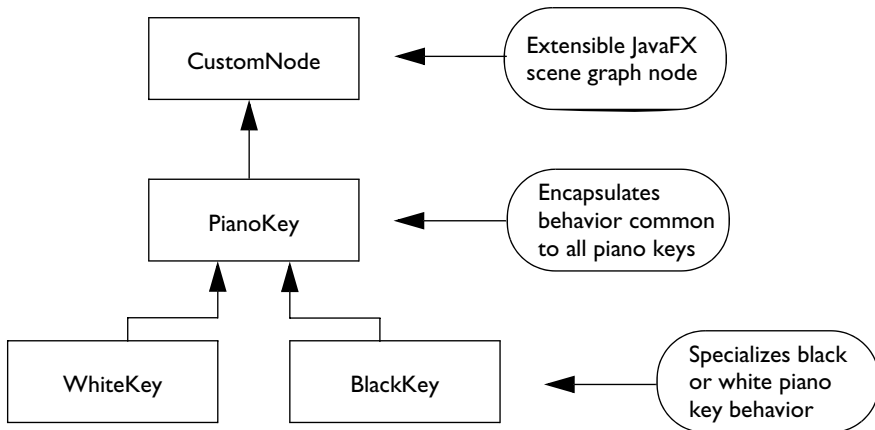 CustomNode
Extensible JavaFX
scene graph node
PianoKey
Encapsulates
behavior common
to all piano keys
WhiteKey
BlackKey
Specializes black
or white piano
key behavior